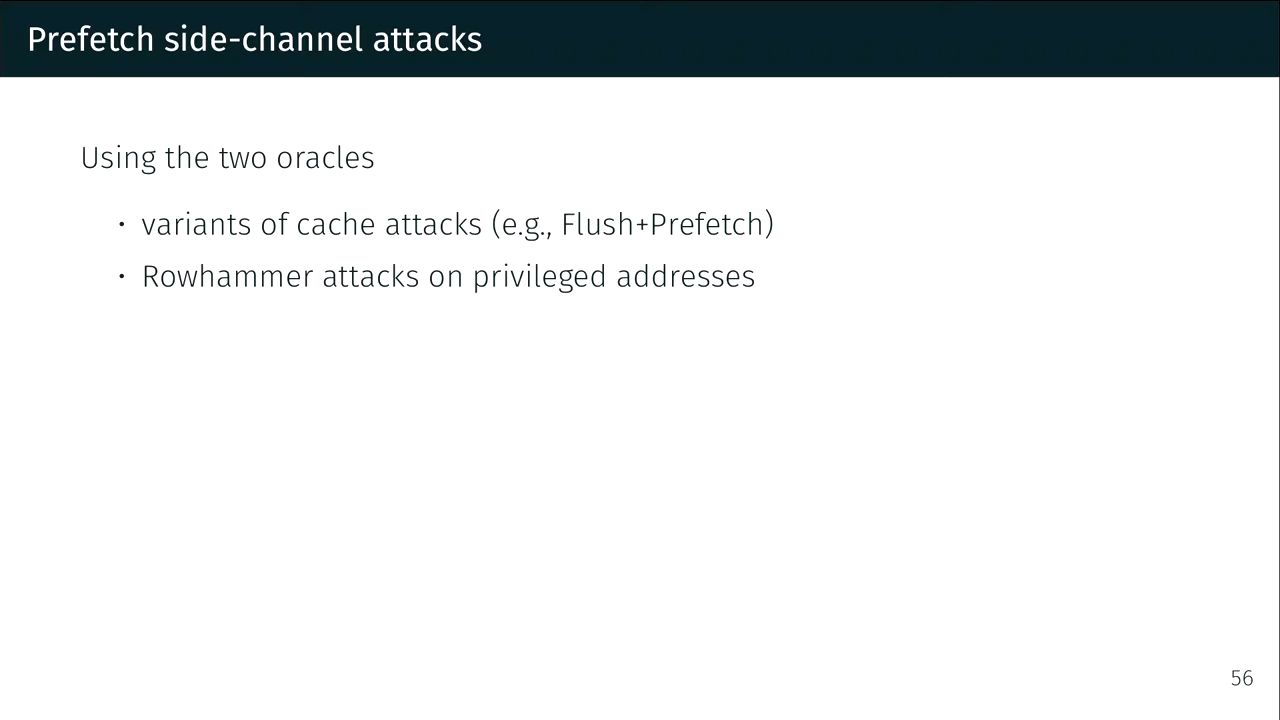 Prefetch side-channel attacks
Using the two oracles
• variants of cache attacks (e.g., Flush+Prefetch)
• Rowhammer attacks on privileged addresses
56